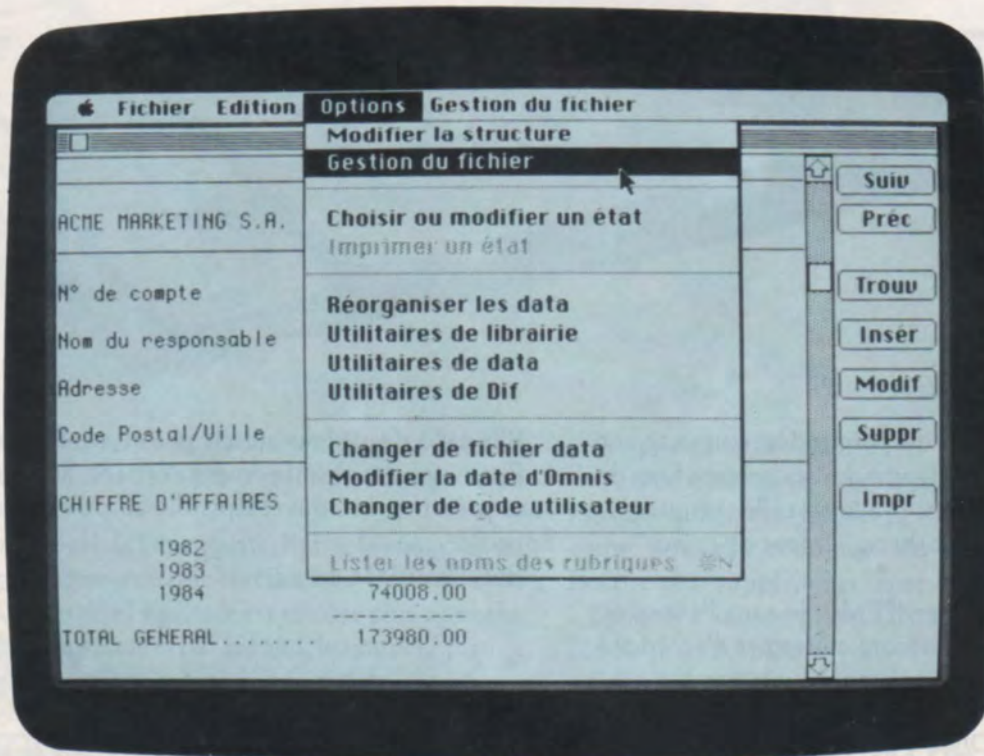 Fichier Edition Options Gestion du fichier
Modifier la structure
Gestion du fichier
Choisir ou modifier un état
Imprimer un état
Réorganiser les data
Utilitaires de librairie
Utilitaires de data
Utilitaires de Dif
Changer de fichier data
Modifier la date d'Omnis
Changer de code utilisateur
Lister les noms des rubriques ⌘N
ACME MARKETING S.A.
N° de compte
Nom du responsable
Adresse
Code Postal/Ville
CHIFFRE D'AFFAIRES
1982
1983
1984 74008.00
-----------
TOTAL GENERAL........ 173980.00
Suiv
Préc
Trouv
Insér
Modif
Suppr
Impr